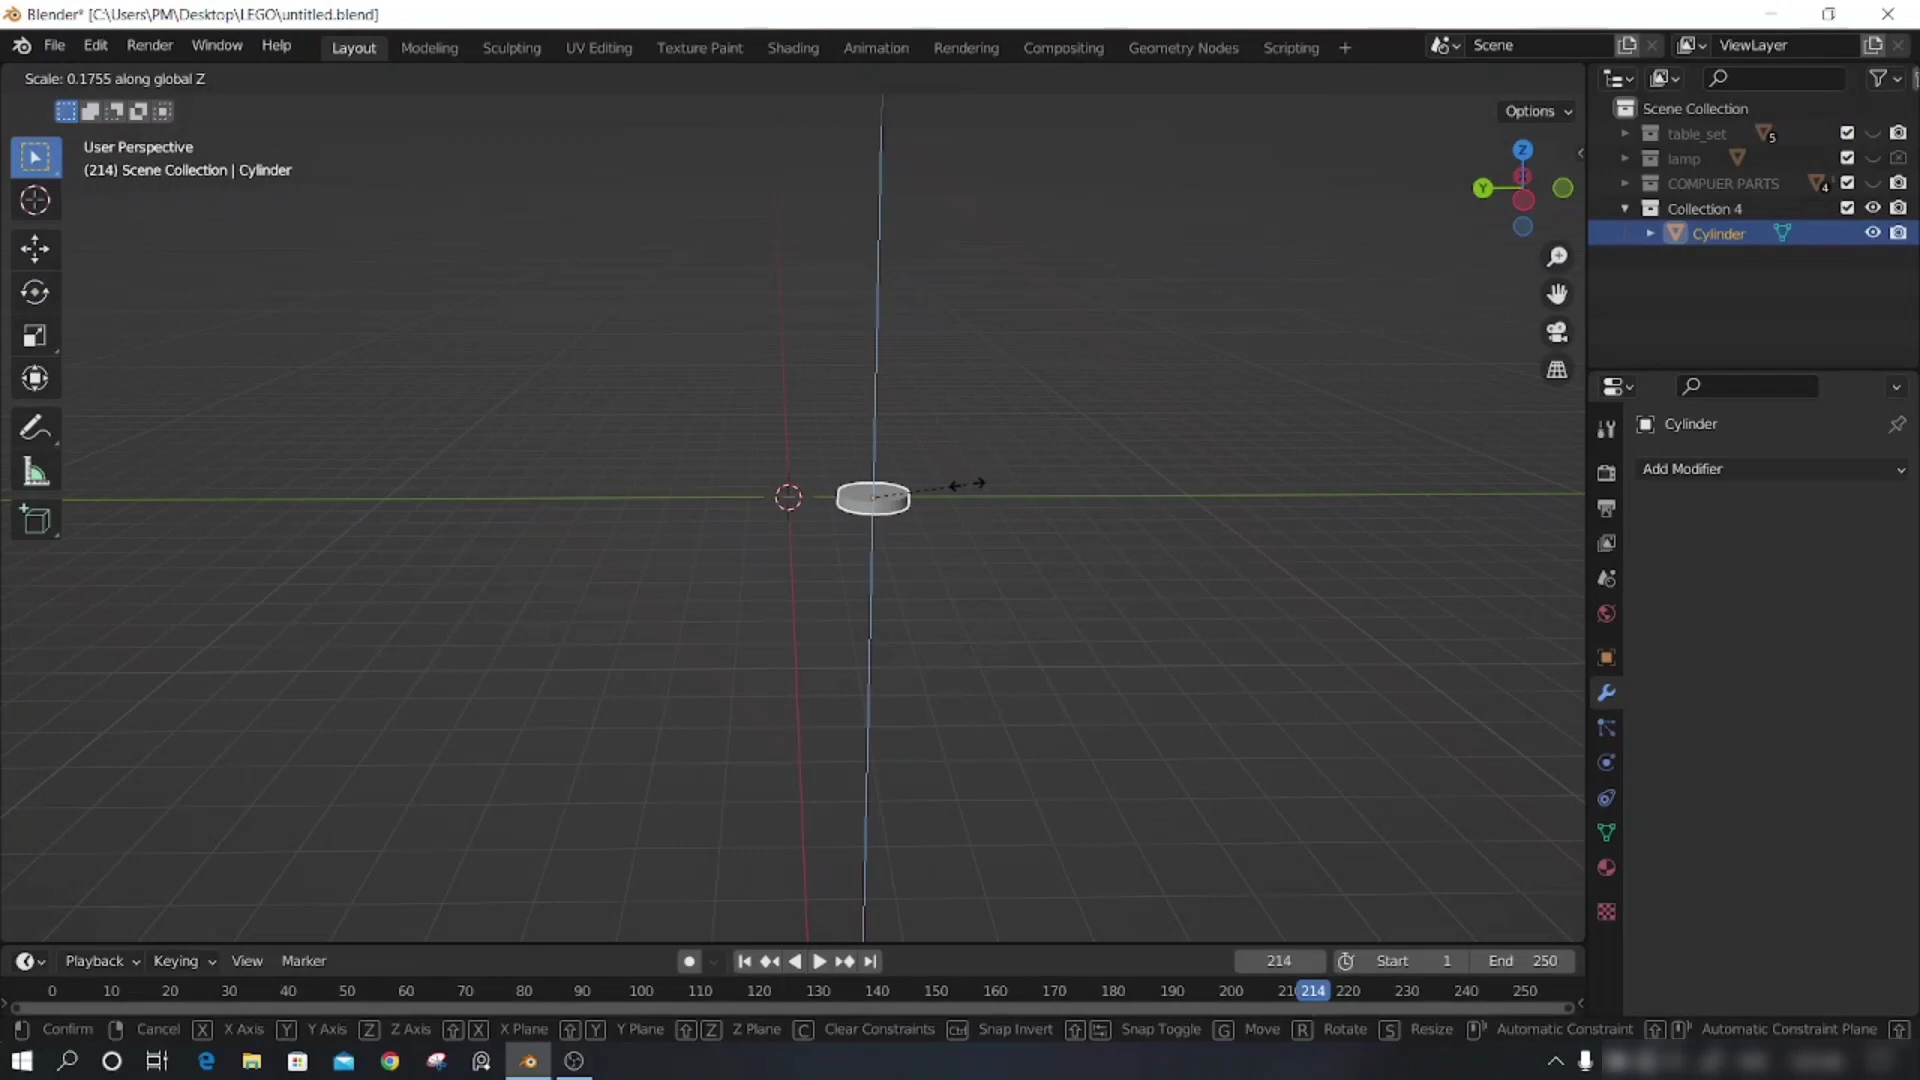 Blender* [C:\Users\PM\Desktop\LEGO\untitled.blend]
File Edit Render Window Help Layout Modeling Sculpting UV Editing Texture Paint Shading Animation Rendering Compositing Geometry Nodes Scripting + Scene ViewLayer
Scale: 0.1755 along global Z
Options
User Perspective
(214) Scene Collection | Cylinder
Z
Y
Scene Collection
table_set 5
lamp
COMPUER PARTS 4
Collection 4
Cylinder
Cylinder
Add Modifier
Playback Keying View Marker 214 Start 1 End 250
0 10 20 30 40 50 60 70 80 90 100 110 120 130 140 150 160 170 180 190 200 21 214 220 230 240 250
Confirm Cancel X X Axis Y Y Axis Z Z Axis X X Plane Y Y Plane Z Z Plane C Clear Constraints Ctrl Snap Invert Snap Toggle G Move R Rotate S Resize Automatic Constraint Automatic Constraint Plane